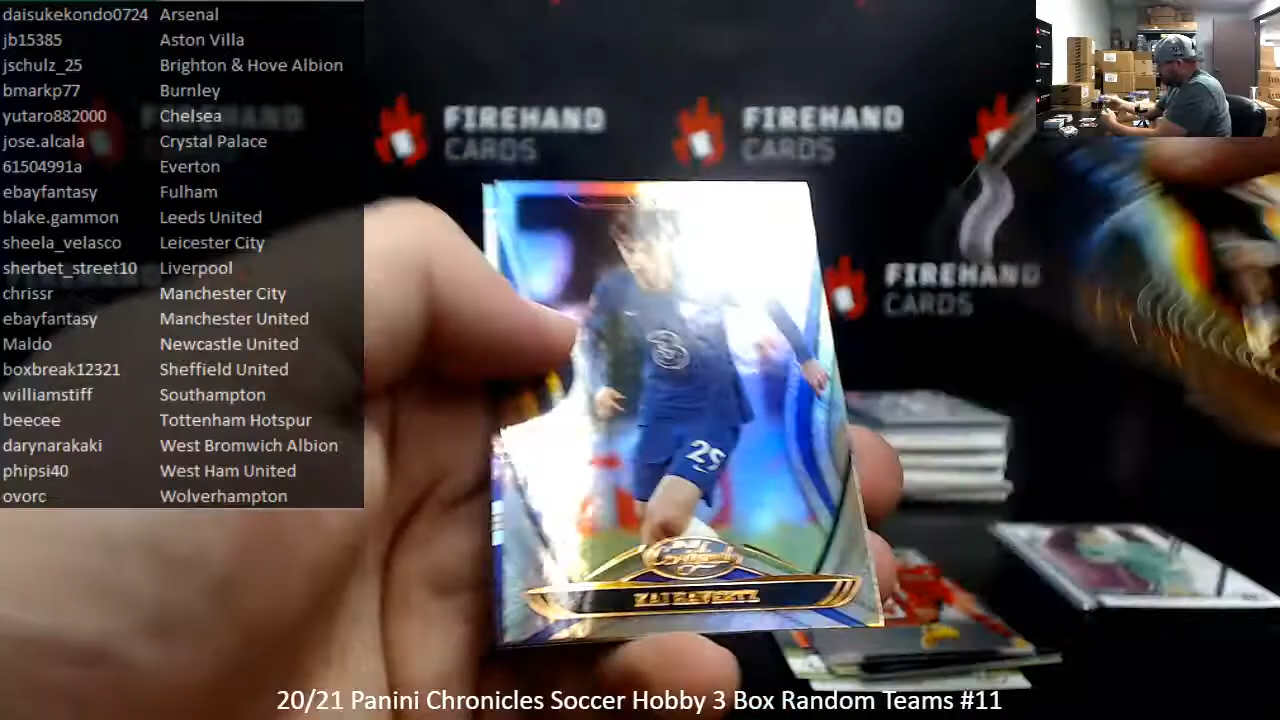 daisukekondo0724 Arsenal
jb15385 Aston Villa
jschulz_25 Brighton & Hove Albion
bmarkp77 Burnley
yutaro882000 Chelsea
jose.alcala Crystal Palace
61504991a Everton
ebayfantasy Fulham
blake.gammon Leeds United
sheela_velasco Leicester City
sherbet_street10 Liverpool
chrissr Manchester City
ebayfantasy Manchester United
Maldo Newcastle United
boxbreak12321 Sheffield United
williamstiff Southampton
beecee Tottenham Hotspur
darynarakaki West Bromwich Albion
phipsi40 West Ham United
ovorc Wolverhampton
FIREHAND
CARDS
FIREHAND
CARDS
FIREHAND
CARDS
29
KAI HAVERTZ
20/21 Panini Chronicles Soccer Hobby 3 Box Random Teams #11